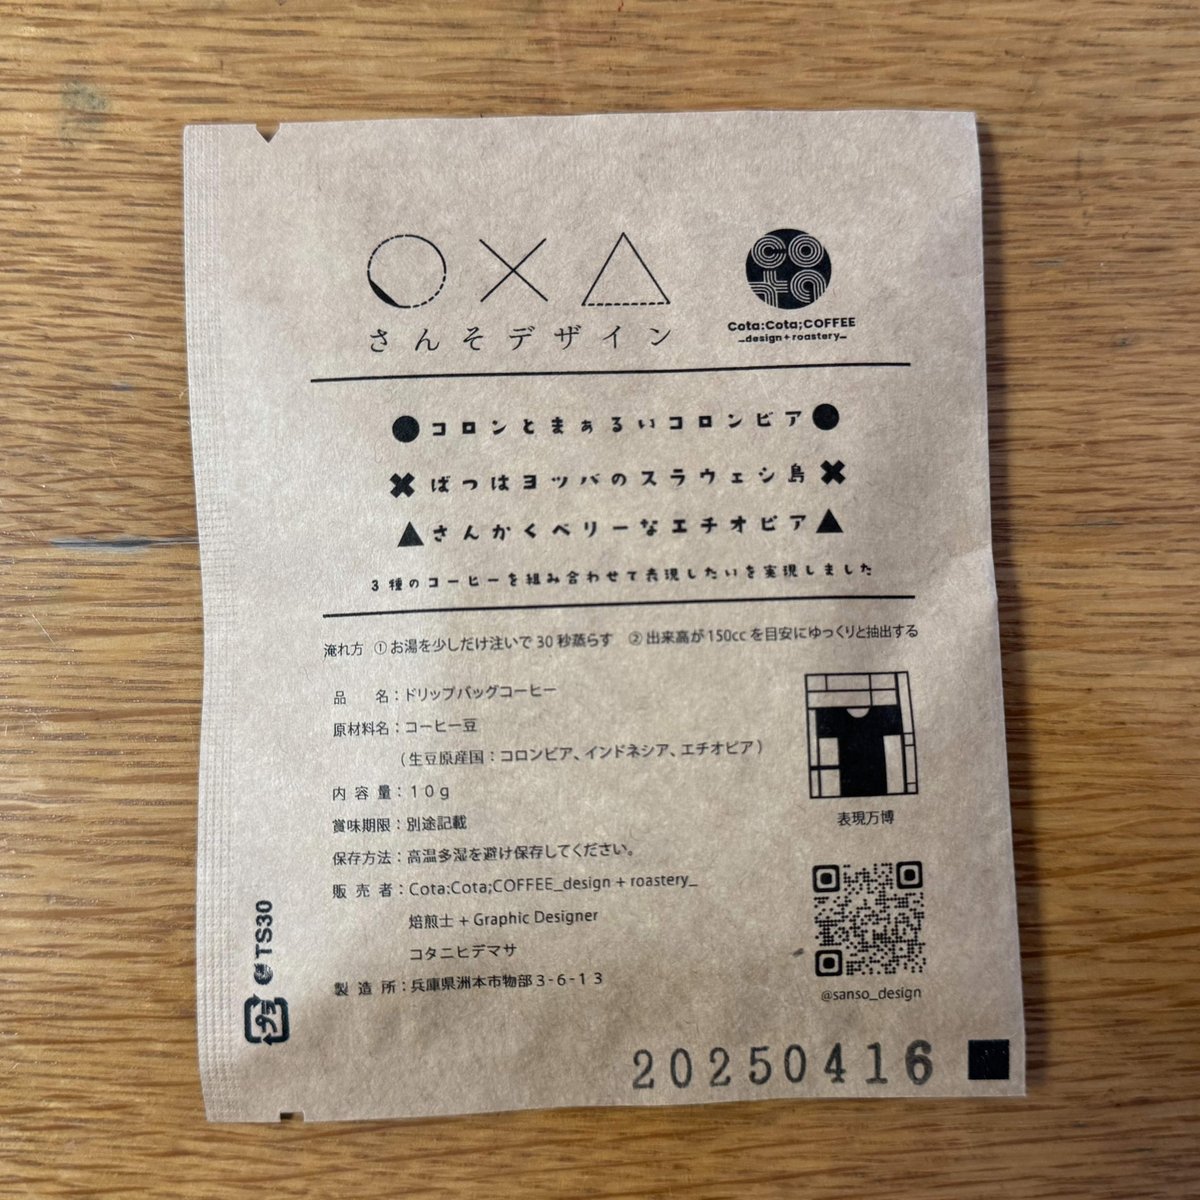 さんそデザイン
cota
Cota:Cota;COFFEE
_design+roastery_
●コロンとまぁるいコロンビア●
✖ばつはヨツバのスラウェシ島✖
▲さんかくベリーなエチオピア▲
3種のコーヒーを組み合わせて表現したいを実現しました
淹れ方 ①お湯を少しだけ注いで30秒蒸らす ②出来高が150ccを目安にゆっくりと抽出する
品名：ドリップバッグコーヒー
原材料名：コーヒー豆
（生豆原産国：コロンビア、インドネシア、エチオピア）
内容量：10g
賞味期限：別途記載
保存方法：高温多湿を避け保存してください。
販売者：Cota:Cota;COFFEE_design+roastery_
焙煎士+Graphic Designer
コタニヒデマサ
製造所：兵庫県洲本市物部3-6-13
表現万博
@sanso_design
TS30
プラ
20250416